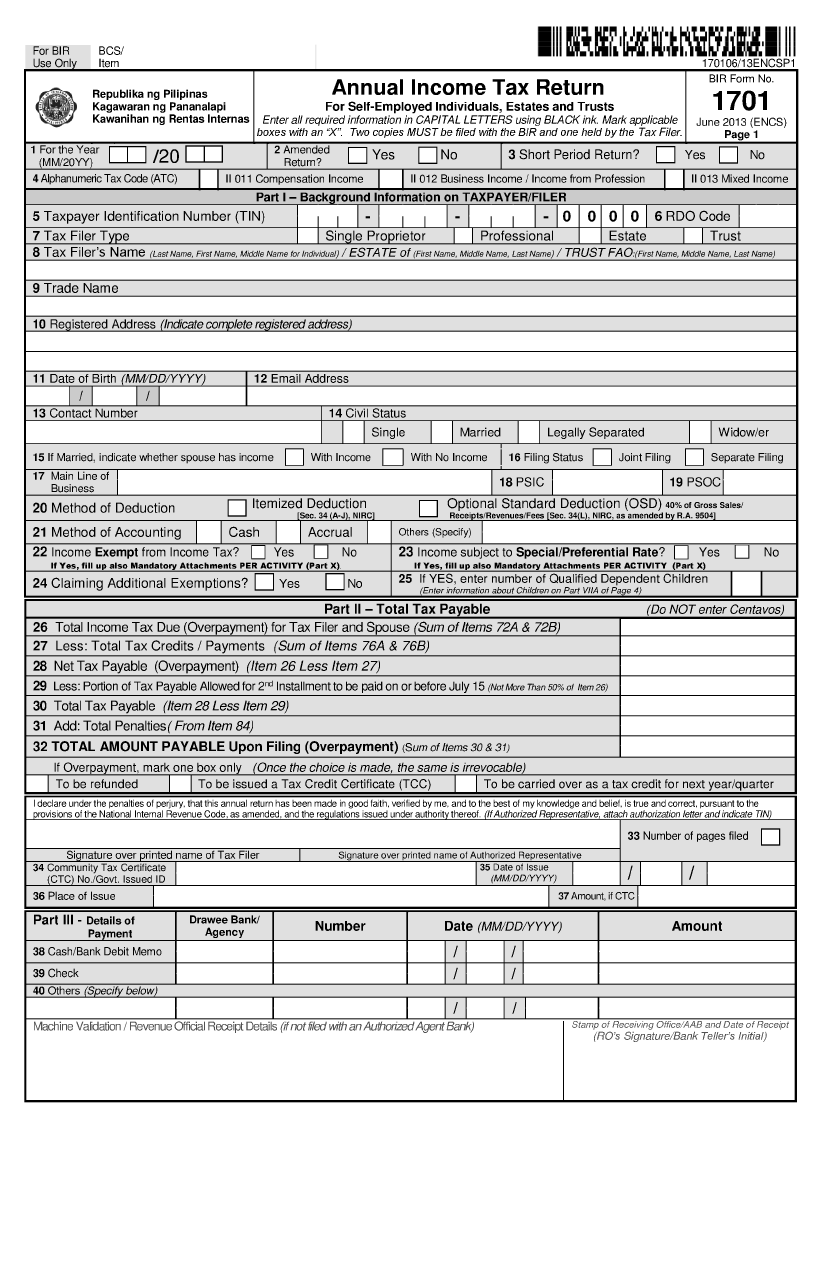 For BIR BCS/
Use Only Item
170106/13ENCSP1
Republika ng Pilipinas
Kagawaran ng Pananalapi
Kawanihan ng Rentas Internas
Annual Income Tax Return
For Self-Employed Individuals, Estates and Trusts
Enter all required information in CAPITAL LETTERS using BLACK ink. Mark applicable
boxes with an “X”. Two copies MUST be filed with the BIR and one held by the Tax Filer.
BIR Form No.
1701
June 2013 (ENCS)
Page 1
1 For the Year
(MM/20YY)
/20
2 Amended
Return?
Yes No
3 Short Period Return? Yes No
4 Alphanumeric Tax Code (ATC) II 011 Compensation Income II 012 Business Income / Income from Profession II 013 Mixed Income
Part I – Background Information on TAXPAYER/FILER
5 Taxpayer Identification Number (TIN) - - - 0 0 0 0 6 RDO Code
7 Tax Filer Type Single Proprietor Professional Estate Trust
8 Tax Filer's Name (Last Name, First Name, Middle Name for Individual) / ESTATE of (First Name, Middle Name, Last Name) / TRUST FAO:(First Name, Middle Name, Last Name)
9 Trade Name
10 Registered Address (Indicate complete registered address)
11 Date of Birth (MM/DD/YYYY) 12 Email Address
/ /
13 Contact Number 14 Civil Status
Single Married Legally Separated Widow/er
15 If Married, indicate whether spouse has income With Income With No Income 16 Filing Status Joint Filing Separate Filing
17 Main Line of
Business
18 PSIC 19 PSOC
20 Method of Deduction Itemized Deduction
[Sec. 34 (A-J), NIRC]
Optional Standard Deduction (OSD) 40% of Gross Sales/
Receipts/Revenues/Fees [Sec. 34(L), NIRC, as amended by R.A. 9504]
21 Method of Accounting Cash Accrual Others (Specify)
22 Income Exempt from Income Tax? Yes No
If Yes, fill up also Mandatory Attachments PER ACTIVITY (Part X)
23 Income subject to Special/Preferential Rate? Yes No
If Yes, fill up also Mandatory Attachments PER ACTIVITY (Part X)
24 Claiming Additional Exemptions? Yes No
25 If YES, enter number of Qualified Dependent Children
(Enter information about Children on Part VIIA of Page 4)
Part II – Total Tax Payable (Do NOT enter Centavos)
26 Total Income Tax Due (Overpayment) for Tax Filer and Spouse (Sum of Items 72A & 72B)
27 Less: Total Tax Credits / Payments (Sum of Items 76A & 76B)
28 Net Tax Payable (Overpayment) (Item 26 Less Item 27)
29 Less: Portion of Tax Payable Allowed for 2nd Installment to be paid on or before July 15 (Not More Than 50% of Item 26)
30 Total Tax Payable (Item 28 Less Item 29)
31 Add: Total Penalties( From Item 84)
32 TOTAL AMOUNT PAYABLE Upon Filing (Overpayment) (Sum of Items 30 & 31)
If Overpayment, mark one box only (Once the choice is made, the same is irrevocable)
To be refunded To be issued a Tax Credit Certificate (TCC) To be carried over as a tax credit for next year/quarter
I declare under the penalties of perjury, that this annual return has been made in good faith, verified by me, and to the best of my knowledge and belief, is true and correct, pursuant to the
provisions of the National Internal Revenue Code, as amended, and the regulations issued under authority thereof. (If Authorized Representative, attach authorization letter and indicate TIN)
33 Number of pages filed
Signature over printed name of Tax Filer Signature over printed name of Authorized Representative
34 Community Tax Certificate
(CTC) No./Govt. Issued ID
35 Date of Issue
(MM/DD/YYYY)
/ /
36 Place of Issue 37 Amount, if CTC
Part III - Details of
Payment
Drawee Bank/
Agency
Number Date (MM/DD/YYYY) Amount
38 Cash/Bank Debit Memo / /
39 Check / /
40 Others (Specify below)
/ /
Machine Validation / Revenue Official Receipt Details (if not filed with an Authorized Agent Bank)
Stamp of Receiving Office/AAB and Date of Receipt
(RO's Signature/Bank Teller's Initial)